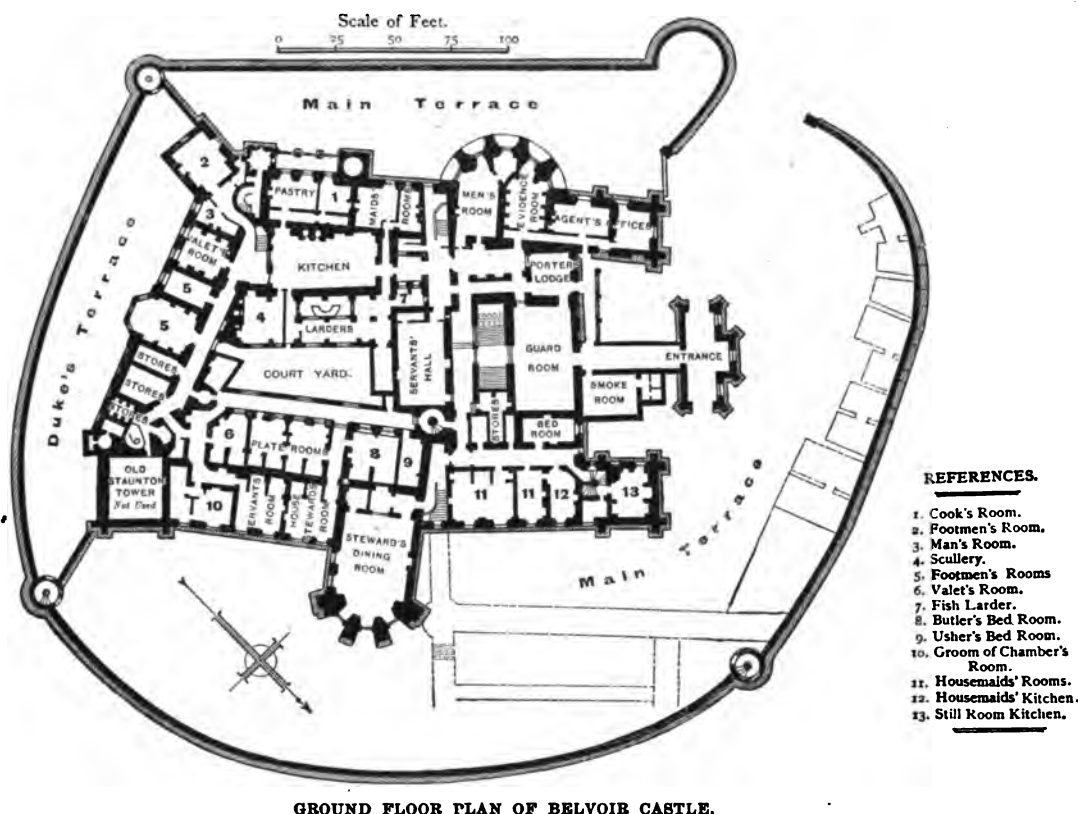 Scale of Feet.
0 25 50 75 100
Main Terrace
Duke's Terrace
2
PASTRY
1
MAIDS' ROOM
MEN'S
ROOM
EVIDENCE
ROOM
AGENT'S OFFICES
3
VALET'S
ROOM
KITCHEN
PORTER
LODGE
5
7
4
LARDERS
5
SERVANTS'
HALL
GUARD
ROOM
ENTRANCE
STORES
COURT YARD.
STORES
SMOKE
ROOM
STORES
STORES
BED
ROOM
6
PLATE ROOMS
8
9
OLD
STAUNTON
TOWER
Not Used
10
SERVANTS
ROOM
HOUSE
STEWARDS
ROOM
11
11
12
13
STEWARD'S
DINING
ROOM
Main Terrace
REFERENCES.
1. Cook's Room.
2. Footmen's Room.
3. Man's Room.
4. Scullery.
5. Footmen's Rooms
6. Valet's Room.
7. Fish Larder.
8. Butler's Bed Room.
9. Usher's Bed Room.
10. Groom of Chamber's
Room.
11. Housemaids' Rooms.
12. Housemaids' Kitchen.
13. Still Room Kitchen.
GROUND FLOOR PLAN OF BELVOIR CASTLE.